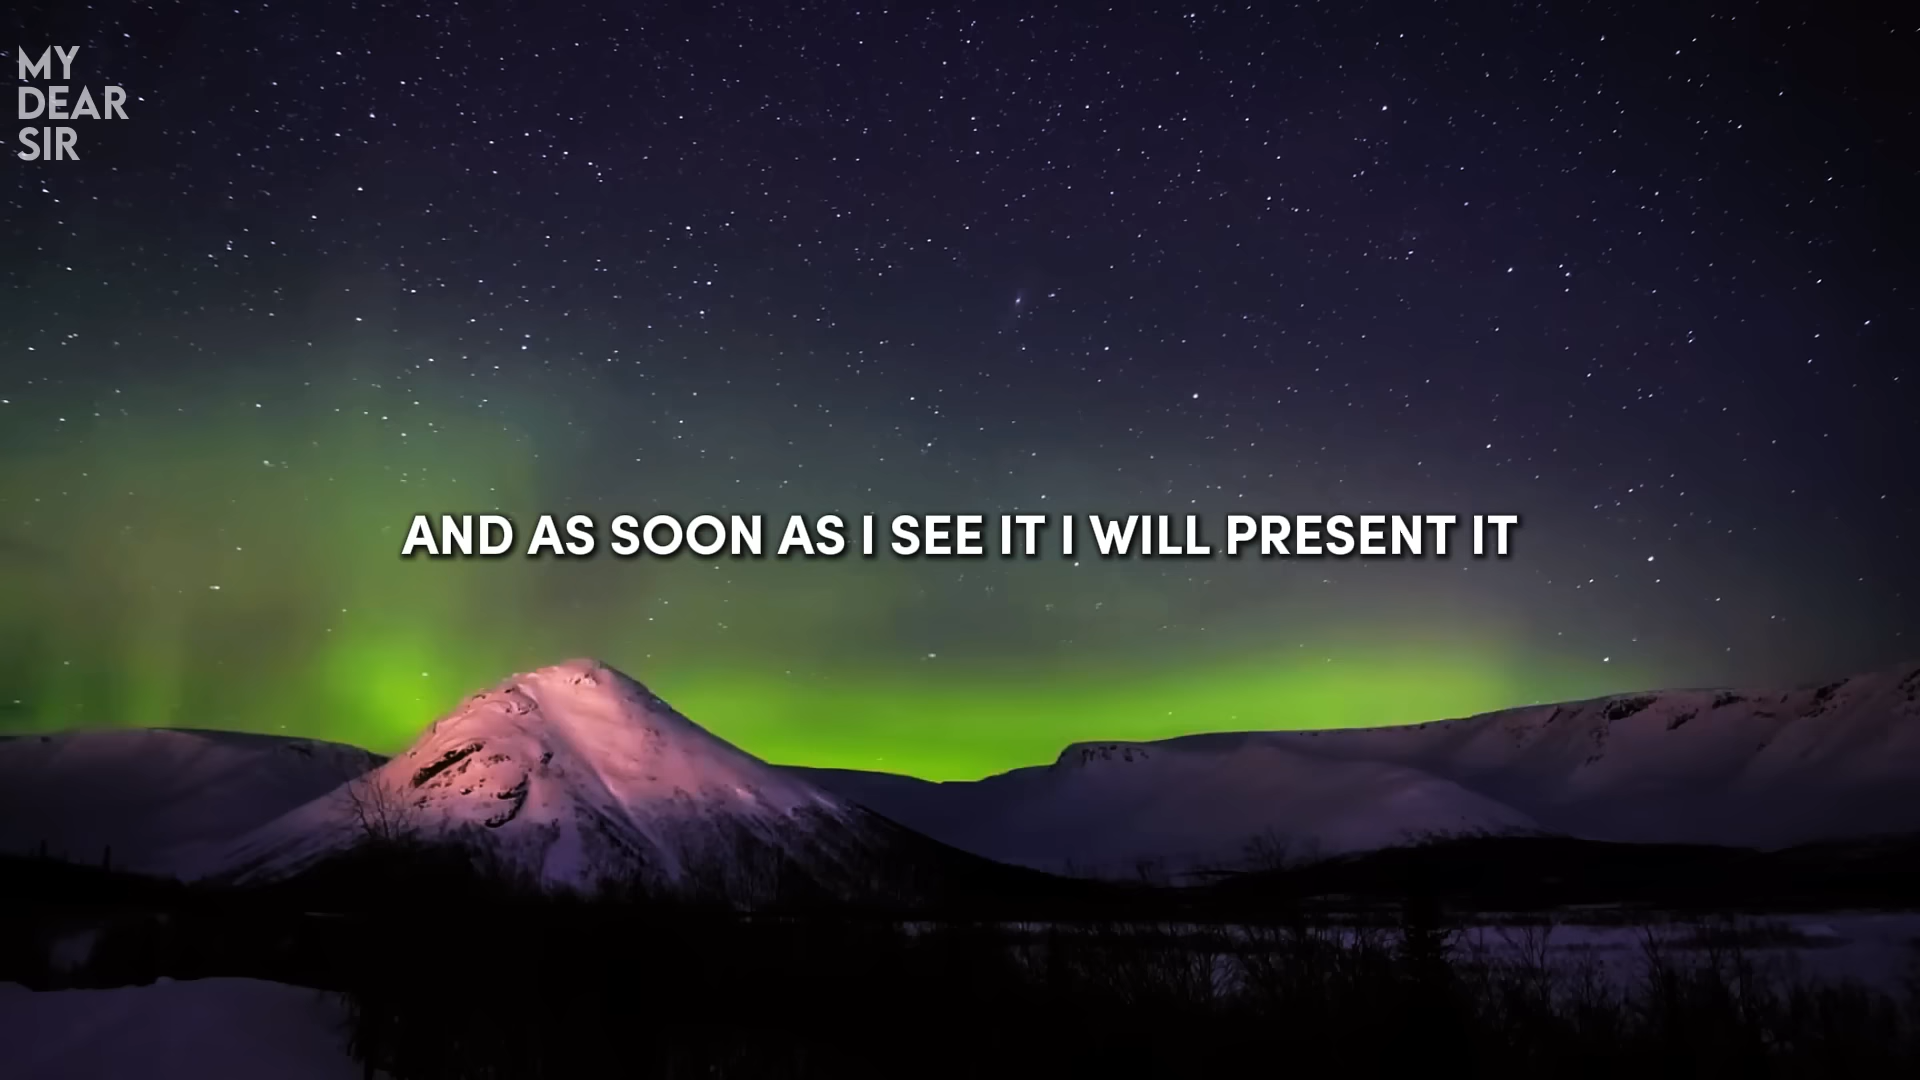 MY
DEAR
SIR
AND AS SOON AS I SEE IT I WILL PRESENT IT